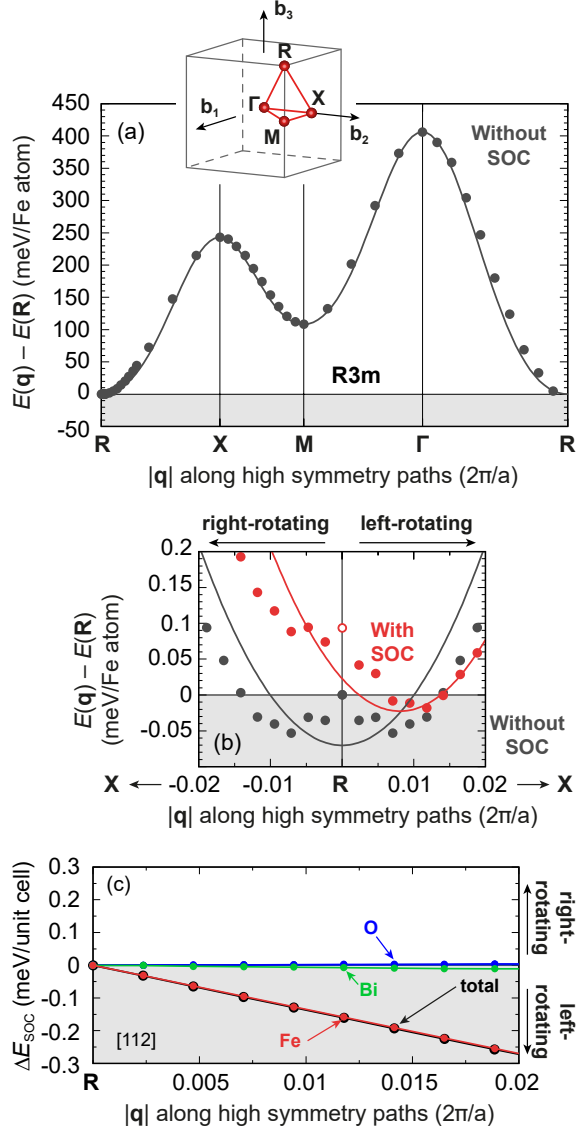 b₃
R
b₁
Γ
X
M
b₂
(a)
Without
SOC
450
400
350
300
250
200
150
100
50
0
-50
E(q) – E(R) (meV/Fe atom)
R3m
R X M Γ R
|q| along high symmetry paths (2π/a)
right-rotating left-rotating
0.2
0.15
0.1
0.05
0
-0.05
E(q) – E(R)
(meV/Fe atom)
With
SOC
Without
SOC
(b)
X -0.02 -0.01 R 0.01 0.02 X
|q| along high symmetry paths (2π/a)
(c)
0.3
0.2
0.1
0
-0.1
-0.2
-0.3
ΔE_SOC (meV/unit cell)
O
Bi
total
Fe
[112]
right-
rotating
left-
rotating
R 0.005 0.01 0.015 0.02
|q| along high symmetry paths (2π/a)